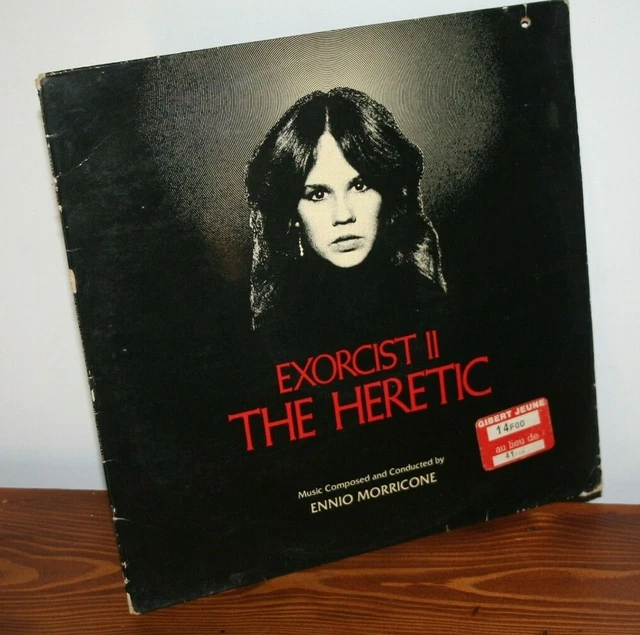 EXORCIST II
THE HERETIC
GIBERT JEUNE
14F00
au lieu de :
41
Music Composed and Conducted by
ENNIO MORRICONE